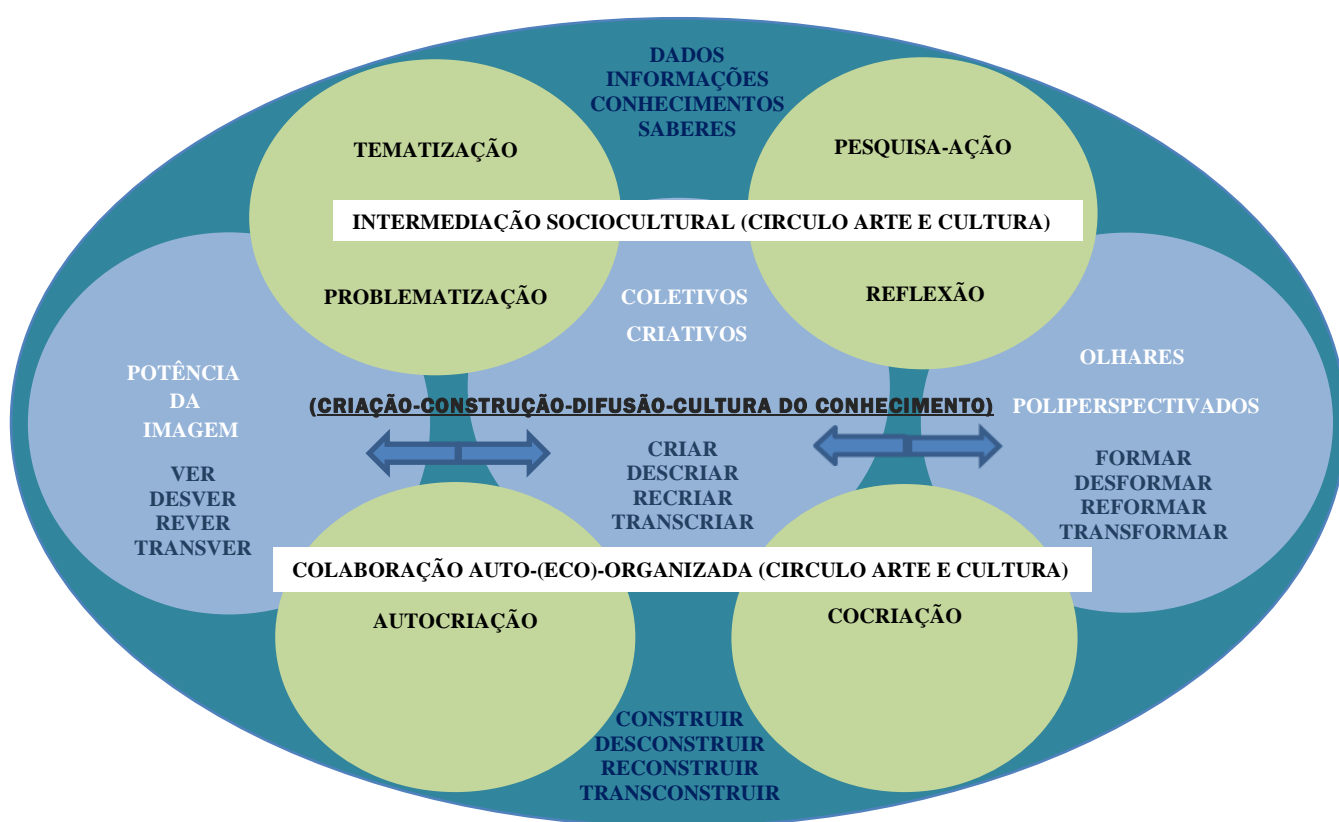 DADOS
INFORMAÇÕES
CONHECIMENTOS
SABERES
TEMATIZAÇÃO
PESQUISA-AÇÃO
INTERMEDIAÇÃO SOCIOCULTURAL (CIRCULO ARTE E CULTURA)
PROBLEMATIZAÇÃO
COLETIVOS
CRIATIVOS
REFLEXÃO
POTÊNCIA
DA
IMAGEM
OLHARES
POLIPERSPECTIVADOS
(CRIAÇÃO-CONSTRUÇÃO-DIFUSÃO-CULTURA DO CONHECIMENTO)
VER
DESVER
REVER
TRANSVER
CRIAR
DESCRIAR
RECRIAR
TRANSCRIAR
FORMAR
DESFORMAR
REFORMAR
TRANSFORMAR
COLABORAÇÃO AUTO-(ECO)-ORGANIZADA (CIRCULO ARTE E CULTURA)
AUTOCRIAÇÃO
COCRIAÇÃO
CONSTRUIR
DESCONSTRUIR
RECONSTRUIR
TRANSCONSTRUIR